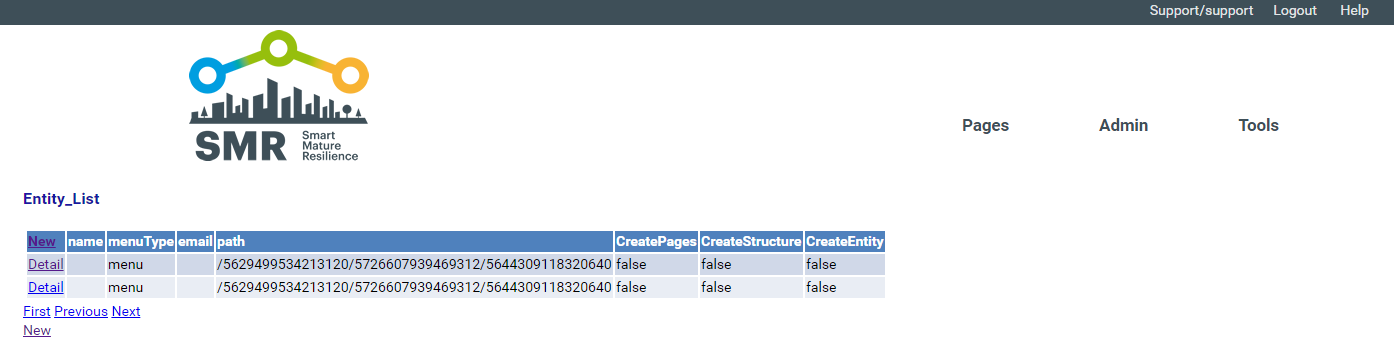 Support/support Logout Help
SMR Smart
Mature
Resilience
Pages Admin Tools
Entity_List
New name menuType email path CreatePages CreateStructure CreateEntity
Detail menu /5629499534213120/5726607939469312/5644309118320640 false false false
Detail menu /5629499534213120/5726607939469312/5644309118320640 false false false
First Previous Next
New